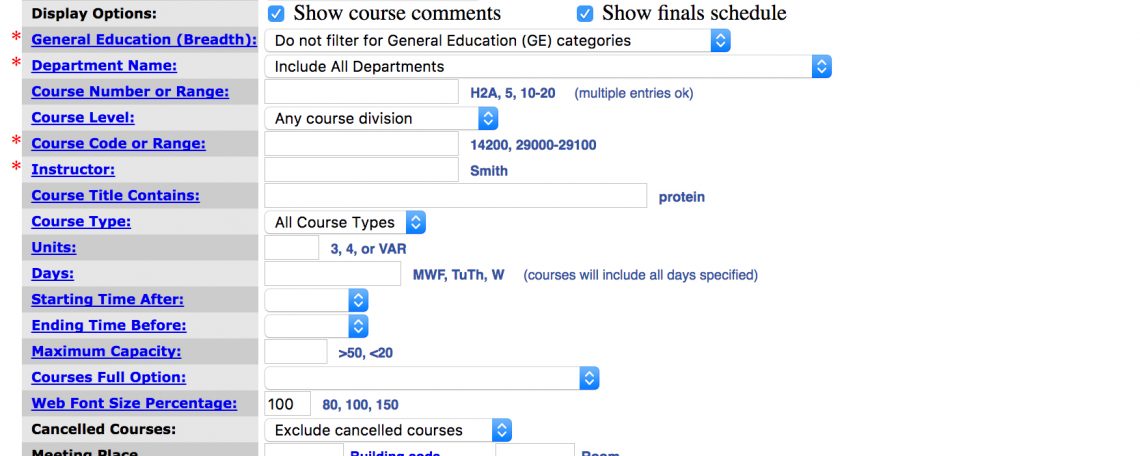 Display Options: Show course comments Show finals schedule
* General Education (Breadth): Do not filter for General Education (GE) categories
* Department Name: Include All Departments
Course Number or Range: H2A, 5, 10-20 (multiple entries ok)
Course Level: Any course division
* Course Code or Range: 14200, 29000-29100
* Instructor: Smith
Course Title Contains: protein
Course Type: All Course Types
Units: 3, 4, or VAR
Days: MWF, TuTh, W (courses will include all days specified)
Starting Time After:
Ending Time Before:
Maximum Capacity: >50, <20
Courses Full Option:
Web Font Size Percentage: 100 80, 100, 150
Cancelled Courses: Exclude cancelled courses
Meeting Place Building code Room